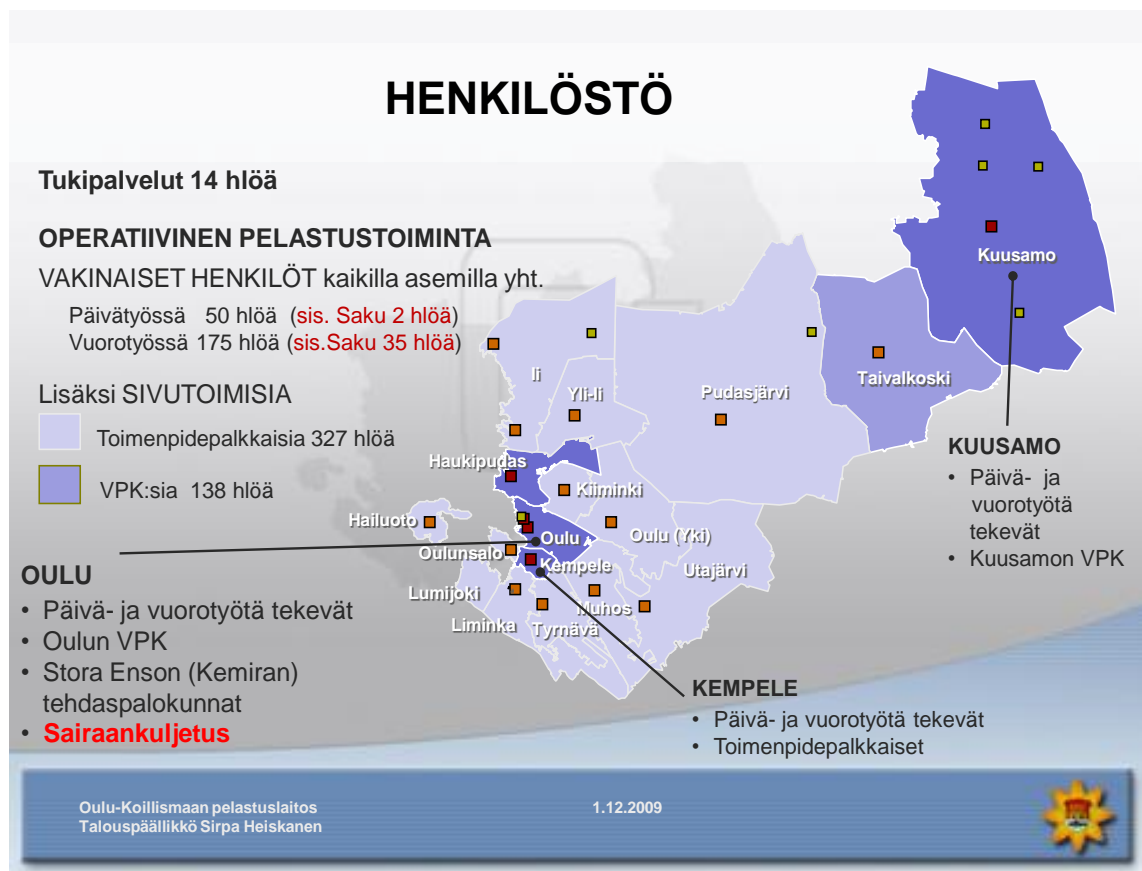 HENKILÖSTÖ
Tukipalvelut 14 hlöä
OPERATIIVINEN PELASTUSTOIMINTA
VAKINAISET HENKILÖT kaikilla asemilla yht.
Päivätyössä 50 hlöä (sis. Saku 2 hlöä)
Vuorotyössä 175 hlöä (sis.Saku 35 hlöä)
Lisäksi SIVUTOIMISIA
Toimenpidepalkkaisia 327 hlöä
VPK:sia 138 hlöä
Kuusamo
Taivalkoski
Pudasjärvi
Ii
Yli-Ii
Haukipudas
Kiiminki
Hailuoto
Oulu
Oulu (Yki)
Oulunsalo
Kempele
Utajärvi
Lumijoki
Muhos
Liminka
Tyrnävä
KUUSAMO
• Päivä- ja
vuorotyötä
tekevät
• Kuusamon VPK
OULU
• Päivä- ja vuorotyötä tekevät
• Oulun VPK
• Stora Enson (Kemiran)
tehdaspalokunnat
• Sairaankuljetus
KEMPELE
• Päivä- ja vuorotyötä tekevät
• Toimenpidepalkkaiset
Oulu-Koillismaan pelastuslaitos
Talouspäällikkö Sirpa Heiskanen
1.12.2009